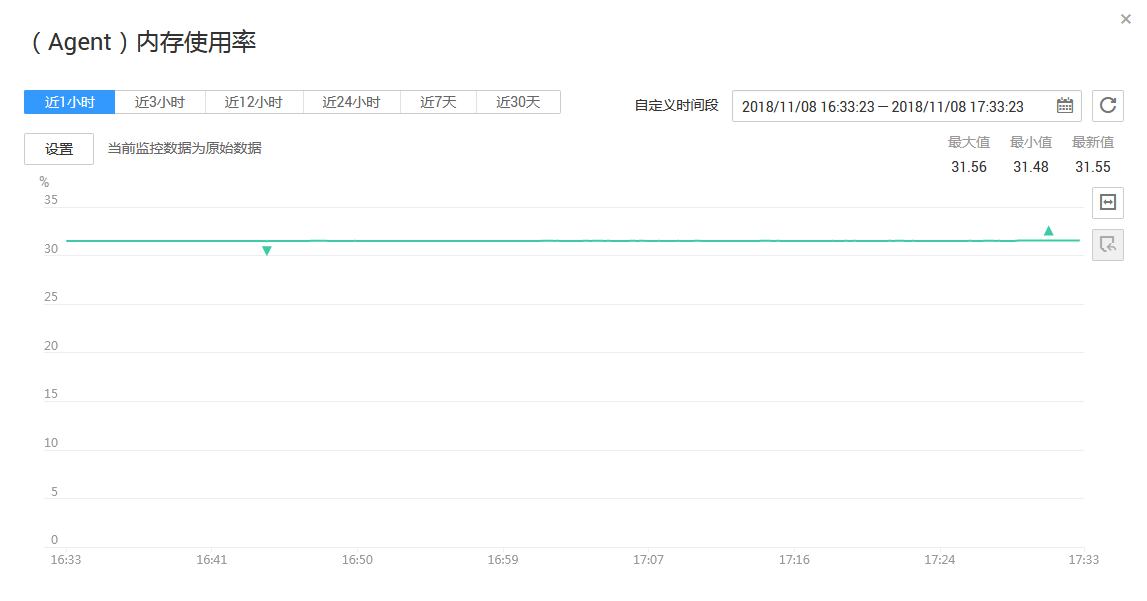 （Agent）内存使用率
近1小时 近3小时 近12小时 近24小时 近7天 近30天 自定义时间段 2018/11/08 16:33:23 － 2018/11/08 17:33:23
设置 当前监控数据为原始数据 最大值 最小值 最新值
31.56 31.48 31.55
%
35
30
25
20
15
10
5
0
16:33 16:41 16:50 16:59 17:07 17:16 17:24 17:33